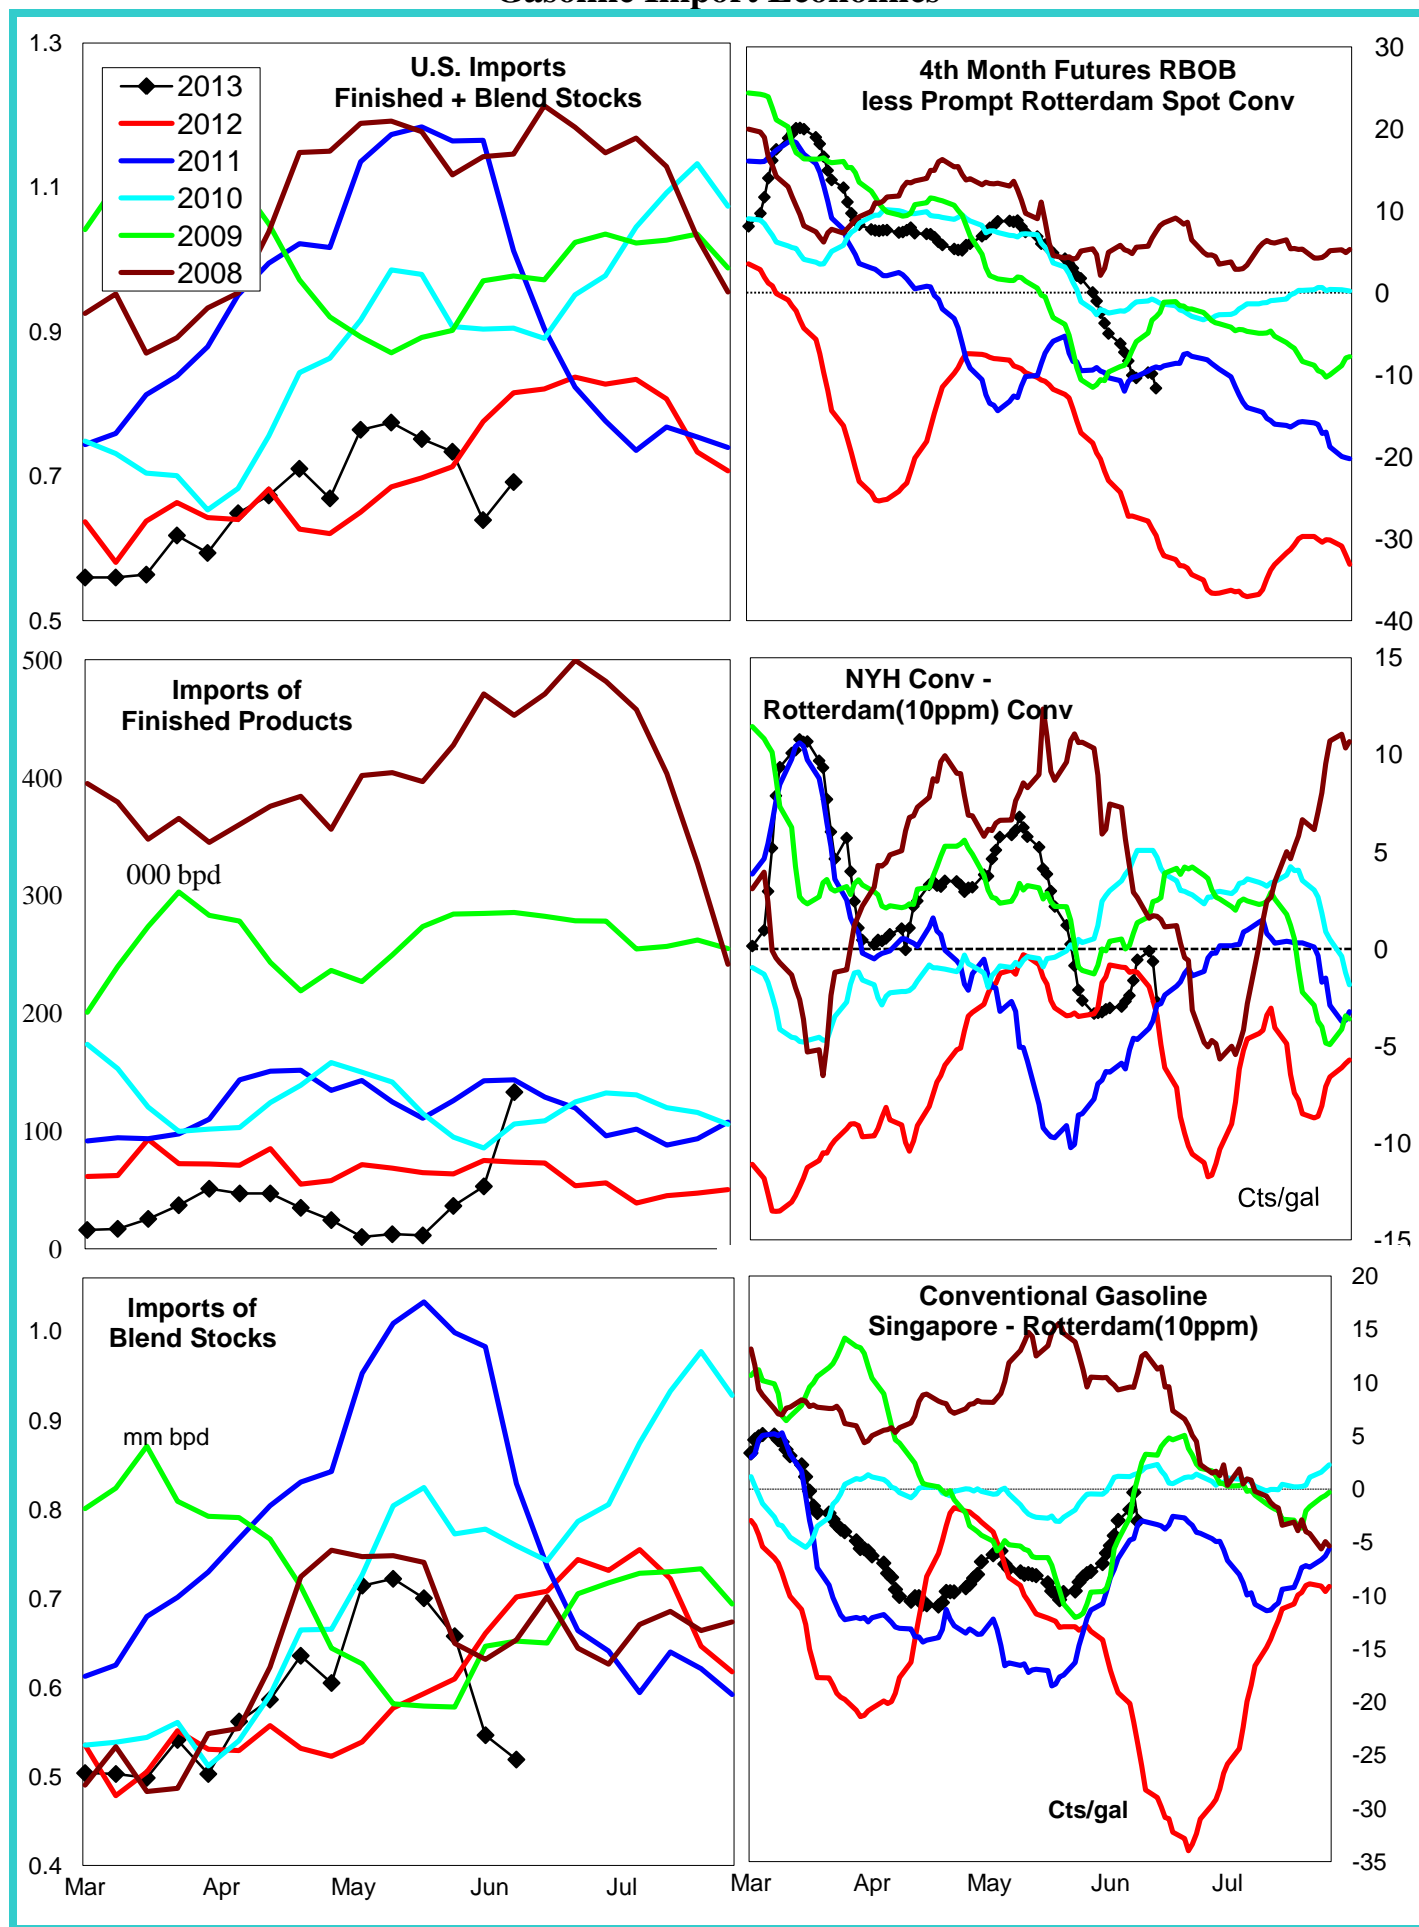 Gasoline Import Economics
1.3
1.1
0.9
0.7
0.5
2013
2012
2011
2010
2009
2008
U.S. Imports
Finished + Blend Stocks
4th Month Futures RBOB
less Prompt Rotterdam Spot Conv
30
20
10
0
-10
-20
-30
-40
500
400
300
200
100
0
Imports of
Finished Products
000 bpd
NYH Conv -
Rotterdam(10ppm) Conv
Cts/gal
15
10
5
0
-5
-10
-15
1.0
0.9
0.8
0.7
0.6
0.5
0.4
Imports of
Blend Stocks
mm bpd
Mar Apr May Jun Jul
Conventional Gasoline
Singapore - Rotterdam(10ppm)
Cts/gal
20
15
10
5
0
-5
-10
-15
-20
-25
-30
-35
Mar Apr May Jun Jul